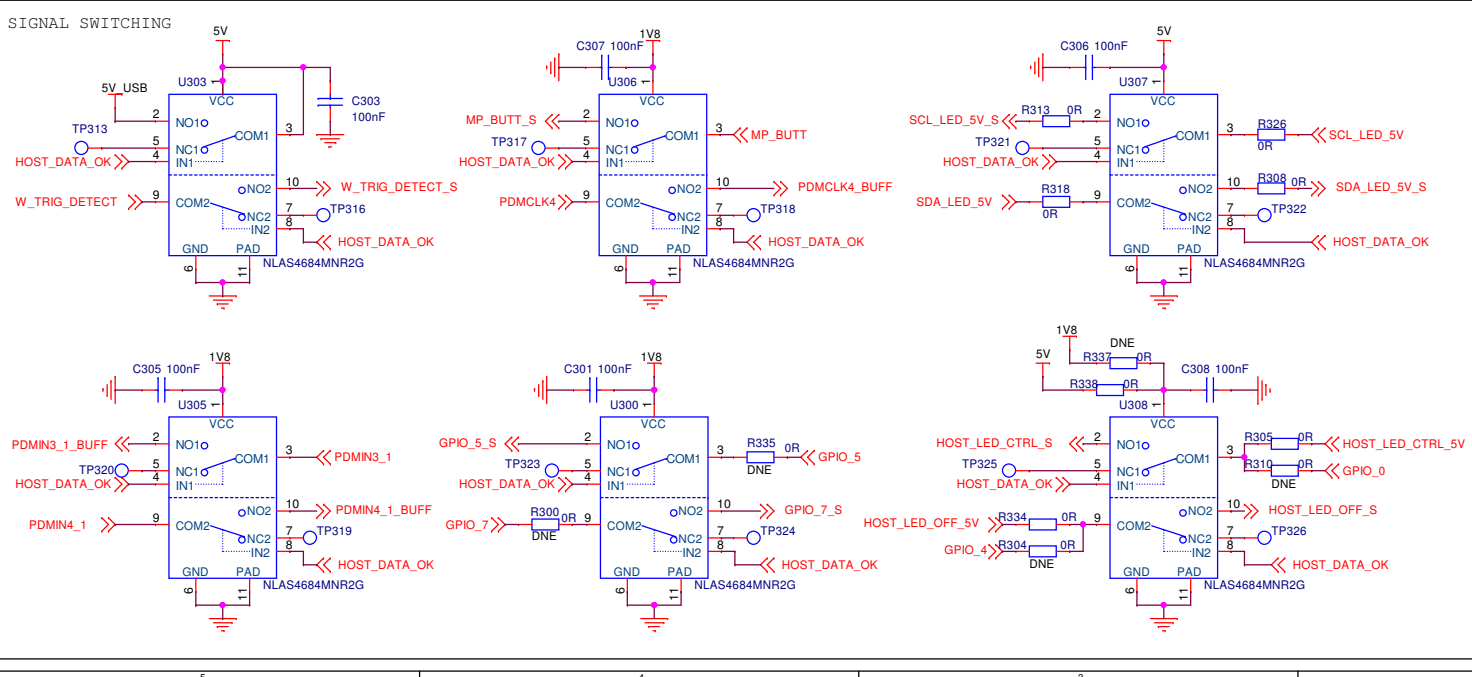 SIGNAL SWITCHING
5V
U303
1
VCC
C303
100nF
5V_USB
2
NO1
COM1
3
TP313
5
NC1
HOST_DATA_OK
4
IN1
W_TRIG_DETECT
9
COM2
NO2
10
W_TRIG_DETECT_S
NC2
7
TP316
IN2
8
HOST_DATA_OK
GND
PAD
6
11
NLAS4684MNR2G
1V8
C307 100nF
U306
1
VCC
MP_BUTT_S
2
NO1
COM1
3
MP_BUTT
TP317
5
NC1
HOST_DATA_OK
4
IN1
PDMCLK4
9
COM2
NO2
10
PDMCLK4_BUFF
NC2
7
TP318
IN2
8
HOST_DATA_OK
GND
PAD
6
11
NLAS4684MNR2G
5V
C306 100nF
U307
1
VCC
SCL_LED_5V_S
R313 0R
2
NO1
COM1
3
R326
0R
SCL_LED_5V
TP321
5
NC1
HOST_DATA_OK
4
IN1
SDA_LED_5V
R318
0R
9
COM2
NO2
10
R308 0R
SDA_LED_5V_S
NC2
7
TP322
IN2
8
HOST_DATA_OK
GND
PAD
6
11
NLAS4684MNR2G
1V8
C305 100nF
U305
1
VCC
PDMIN3_1_BUFF
2
NO1
COM1
3
PDMIN3_1
TP320
5
NC1
HOST_DATA_OK
4
IN1
PDMIN4_1
9
COM2
NO2
10
PDMIN4_1_BUFF
NC2
7
TP319
IN2
8
HOST_DATA_OK
GND
PAD
6
11
NLAS4684MNR2G
1V8
C301 100nF
U300
1
VCC
GPIO_5_S
2
NO1
COM1
3
R335 0R
DNE
GPIO_5
TP323
5
NC1
HOST_DATA_OK
4
IN1
GPIO_7
R300 0R
DNE
9
COM2
NO2
10
GPIO_7_S
NC2
7
TP324
IN2
8
HOST_DATA_OK
GND
PAD
6
11
NLAS4684MNR2G
1V8
DNE
5V
R337 0R
R338 0R
C308 100nF
U308
1
VCC
HOST_LED_CTRL_S
2
NO1
COM1
3
R305 0R
HOST_LED_CTRL_5V
R310 0R
DNE
GPIO_0
TP325
5
NC1
HOST_DATA_OK
4
IN1
HOST_LED_OFF_5V
R334 0R
9
COM2
GPIO_4
R304 0R
DNE
NO2
10
HOST_LED_OFF_S
NC2
7
TP326
IN2
8
HOST_DATA_OK
GND
PAD
6
11
NLAS4684MNR2G